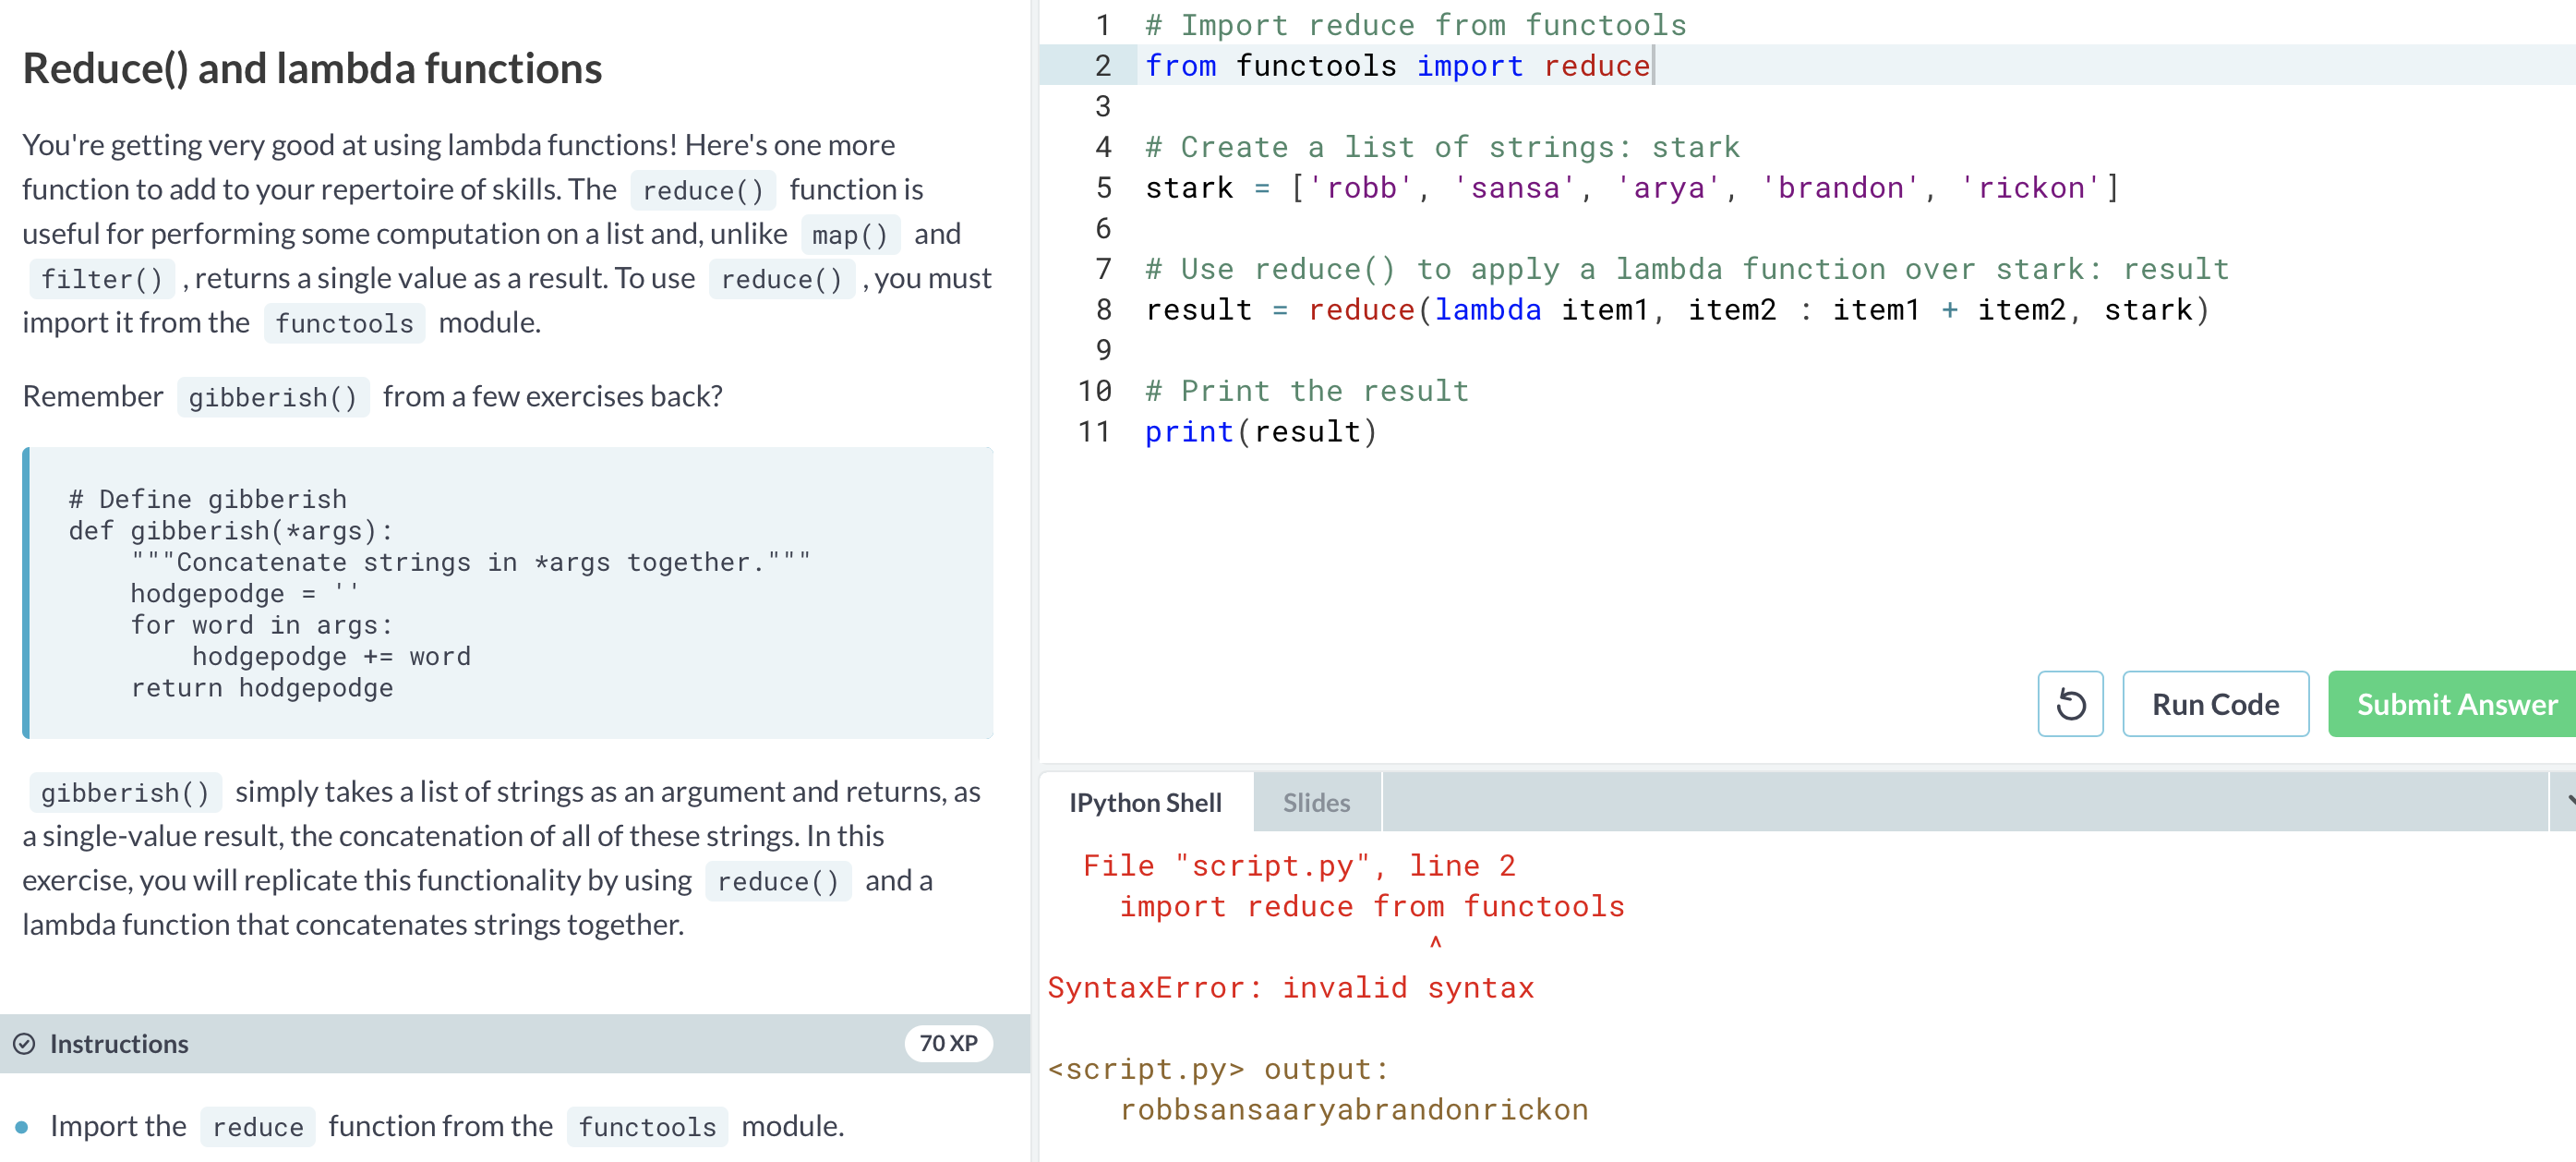 Reduce() and lambda functions
You're getting very good at using lambda functions! Here's one more
function to add to your repertoire of skills. The reduce() function is
useful for performing some computation on a list and, unlike map() and
filter() , returns a single value as a result. To use reduce() , you must
import it from the functools module.
Remember gibberish() from a few exercises back?
# Define gibberish
def gibberish(*args):
    """Concatenate strings in *args together."""
    hodgepodge = ''
    for word in args:
        hodgepodge += word
    return hodgepodge
gibberish() simply takes a list of strings as an argument and returns, as
a single-value result, the concatenation of all of these strings. In this
exercise, you will replicate this functionality by using reduce() and a
lambda function that concatenates strings together.
Instructions 70 XP
• Import the reduce function from the functools module.
1 # Import reduce from functools
2 from functools import reduce
3
4 # Create a list of strings: stark
5 stark = ['robb', 'sansa', 'arya', 'brandon', 'rickon']
6
7 # Use reduce() to apply a lambda function over stark: result
8 result = reduce(lambda item1, item2 : item1 + item2, stark)
9
10 # Print the result
11 print(result)
Run Code Submit Answer
IPython Shell Slides
  File "script.py", line 2
    import reduce from functools
                     ^
SyntaxError: invalid syntax
<script.py> output:
    robbsansaaryabrandonrickon